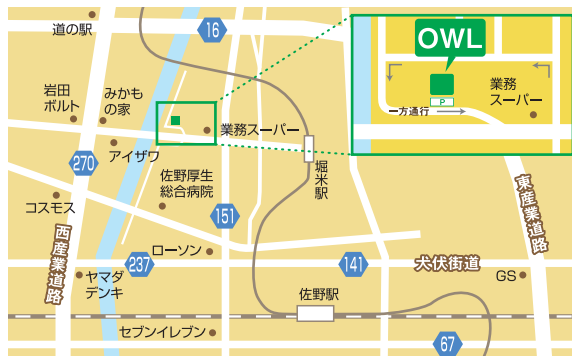 道の駅
16
OWL
岩田
ボルト
みかも
の家
業務スーパー
P
業務
スーパー
一方通行
270
アイザワ
佐野厚生
総合病院
堀米駅
コスモス
151
東産業道路
西産業道路
ローソン
237
141
犬伏街道
ヤマダ
デンキ
GS
佐野駅
セブンイレブン
67